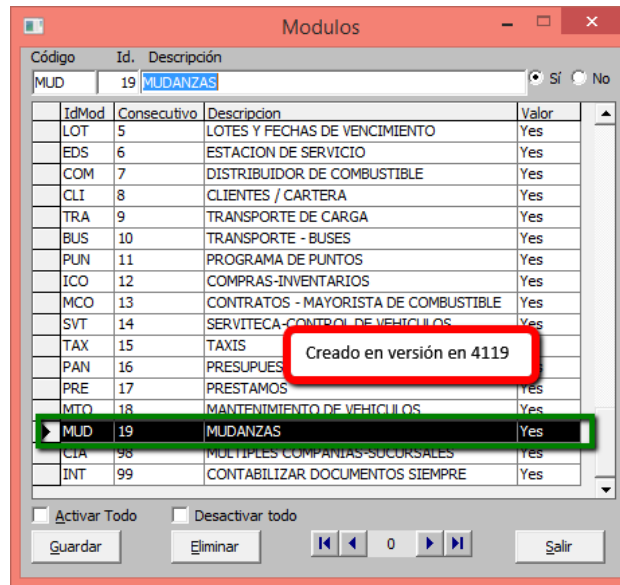 Modulos
Código Id. Descripción
MUD 19 MUDANZAS Sí No
IdMod Consecutivo Descripcion Valor
LOT 5 LOTES Y FECHAS DE VENCIMIENTO Yes
EDS 6 ESTACION DE SERVICIO Yes
COM 7 DISTRIBUIDOR DE COMBUSTIBLE Yes
CLI 8 CLIENTES / CARTERA Yes
TRA 9 TRANSPORTE DE CARGA Yes
BUS 10 TRANSPORTE - BUSES Yes
PUN 11 PROGRAMA DE PUNTOS Yes
ICO 12 COMPRAS-INVENTARIOS Yes
MCO 13 CONTRATOS - MAYORISTA DE COMBUSTIBLE Yes
SVT 14 SERVITECA-CONTROL DE VEHICULOS Yes
TAX 15 TAXIS
Creado en versión en 4119
PAN 16 PRESUPUES
PRE 17 PRESTAMOS Yes
MTO 18 MANTENIMIENTO DE VEHICULOS Yes
MUD 19 MUDANZAS Yes
CIA 98 MULTIPLES COMPAÑIAS-SUCURSALES Yes
INT 99 CONTABILIZAR DOCUMENTOS SIEMPRE Yes
Activar Todo Desactivar todo
Guardar Eliminar 0 Salir